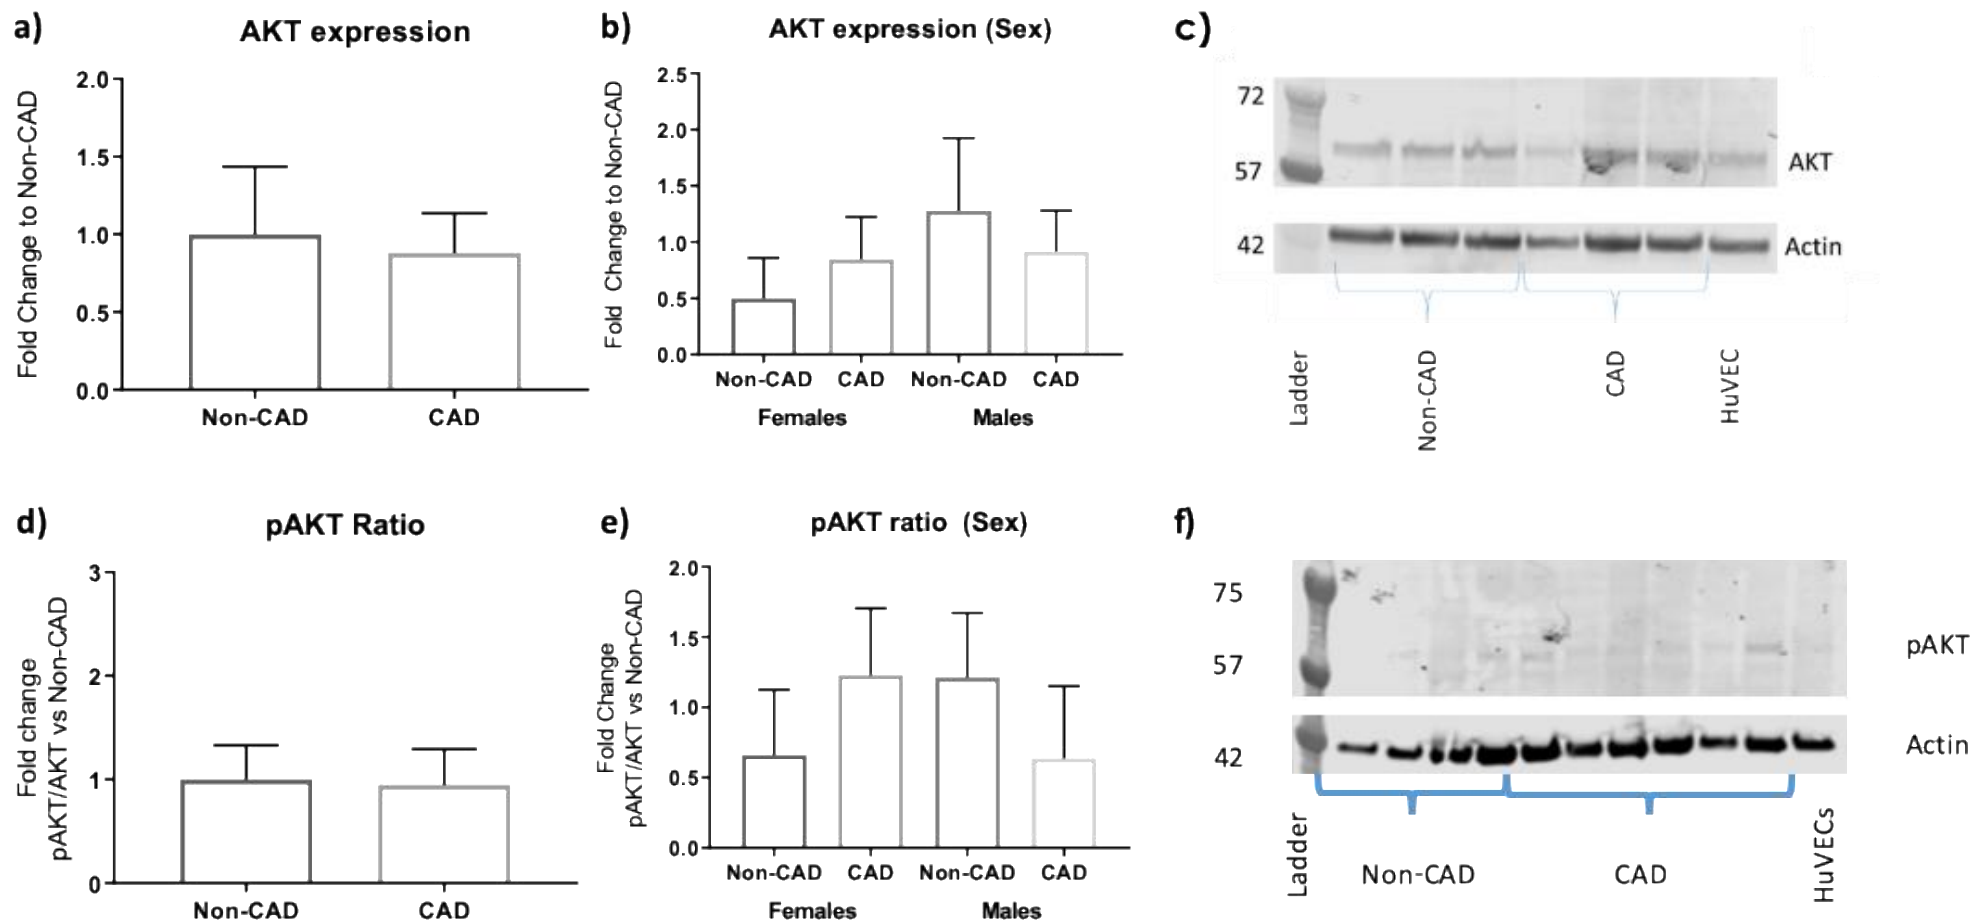 a)
AKT expression
Fold Change to Non-CAD
2.0
1.5
1.0
0.5
0.0
Non-CAD CAD
b)
AKT expression (Sex)
Fold Change to Non-CAD
2.5
2.0
1.5
1.0
0.5
0.0
Non-CAD CAD Non-CAD CAD
Females Males
c)
72
57
AKT
42
Actin
Ladder
Non-CAD
CAD
HuVEC
d)
pAKT Ratio
Fold change
pAKT/AKT vs Non-CAD
3
2
1
0
Non-CAD CAD
e)
pAKT ratio (Sex)
Fold Change
pAKT/AKT vs Non-CAD
2.0
1.5
1.0
0.5
0.0
Non-CAD CAD Non-CAD CAD
Females Males
f)
75
57
pAKT
42
Actin
Ladder
Non-CAD
CAD
HuVECs